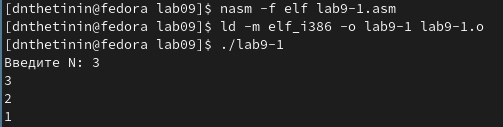 [dnthetinin@fedora lab09]$ nasm -f elf lab9-1.asm
[dnthetinin@fedora lab09]$ ld -m elf_i386 -o lab9-1 lab9-1.o
[dnthetinin@fedora lab09]$ ./lab9-1
Введите N: 3
3
2
1